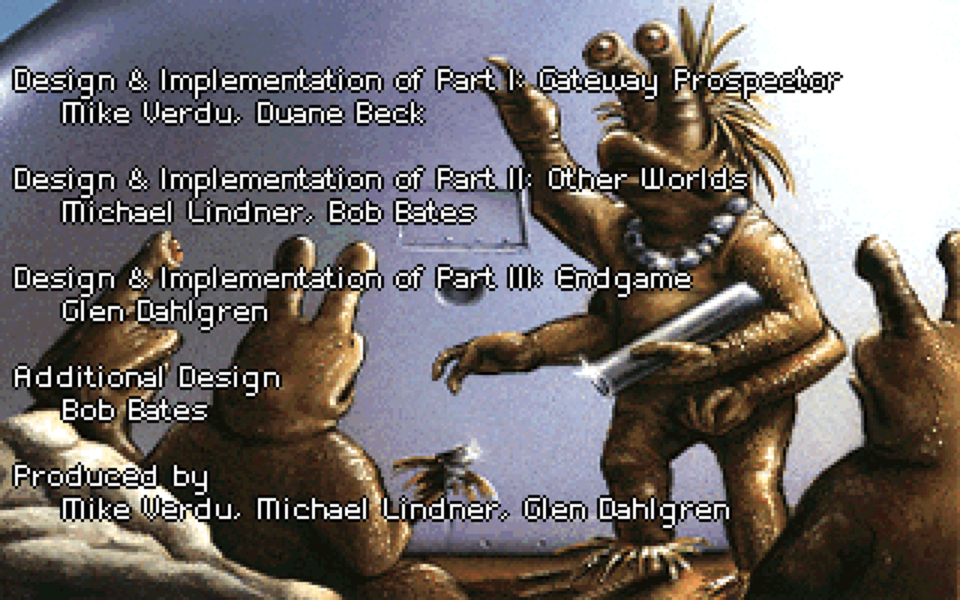 Design & Implementation of Part I: Gateway Prospector
Mike Verdu, Duane Beck
Design & Implementation of Part II: Other Worlds
Michael Lindner, Bob Bates
Design & Implementation of Part III: Endgame
Glen Dahlgren
Additional Design
Bob Bates
Produced by
Mike Verdu, Michael Lindner, Glen Dahlgren